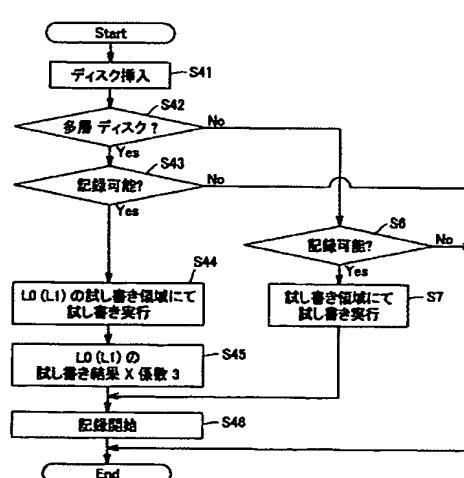 Start
ディスク挿入
S41
多層 ディスク?
S42
No
Yes
記録可能?
S43
No
Yes
記録可能?
S6
No
Yes
L0 (L1) の試し書き領域にて
試し書き実行
S44
試し書き領域にて
試し書き実行
S7
L0 (L1) の
試し書き結果 X 係数 3
S45
記録開始
S46
End